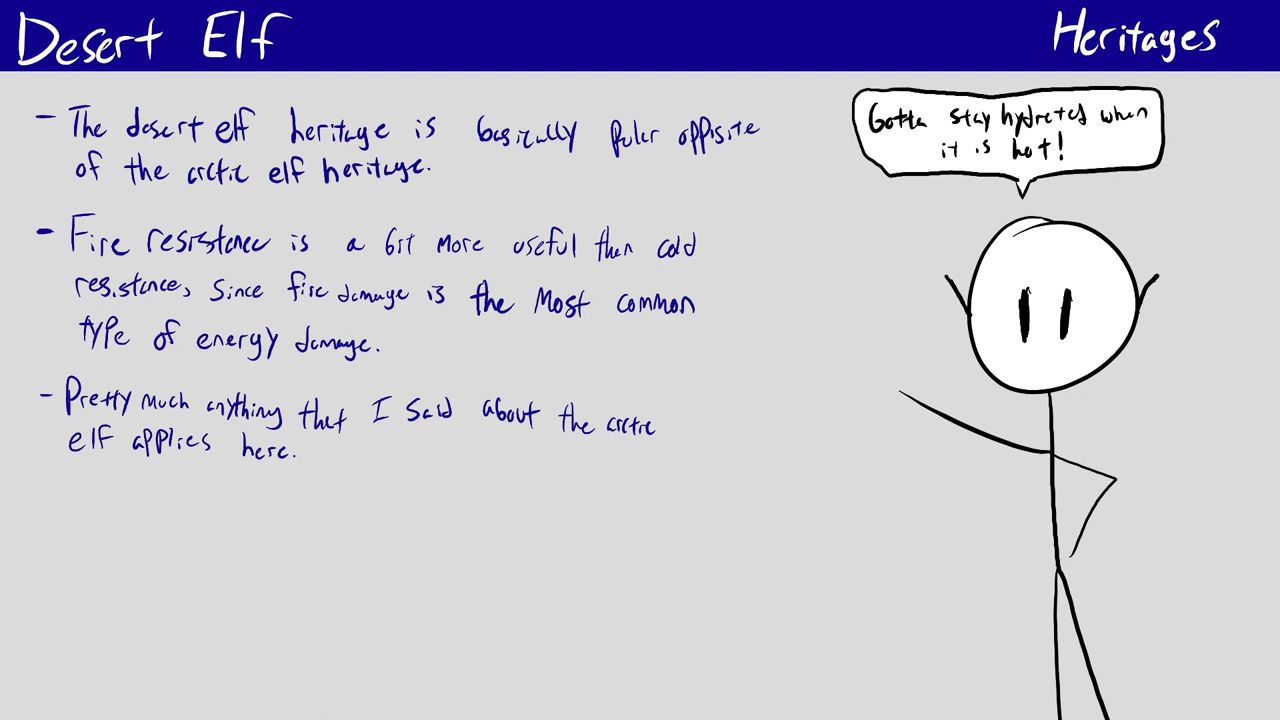 Desert Elf
Heritages
- The desert elf heritage is basically polar opposite
of the arctic elf heritage.
- Fire resistance is a bit more useful then cold
resistance, since fire damage is the most common
type of energy damage.
- Pretty much anything that I said about the arctic
elf applies here.
Gotta stay hydrated when
it is hot!